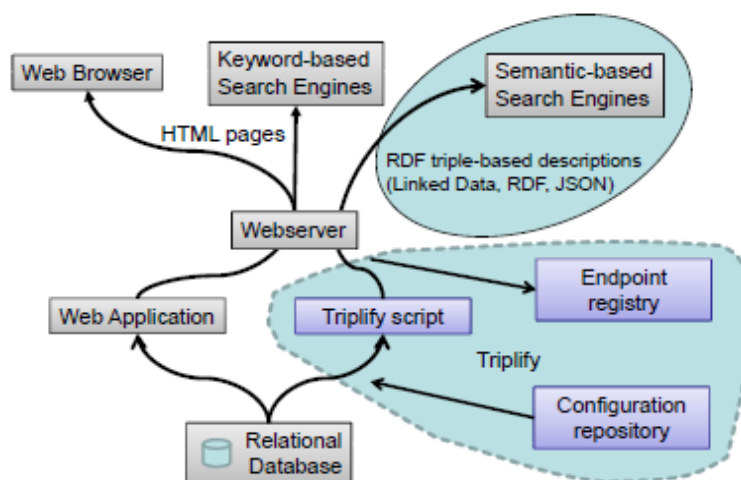 Web Browser
Keyword-based
Search Engines
Semantic-based
Search Engines
HTML pages
RDF triple-based descriptions
(Linked Data, RDF, JSON)
Webserver
Endpoint
registry
Web Application
Triplify script
Triplify
Configuration
repository
Relational
Database